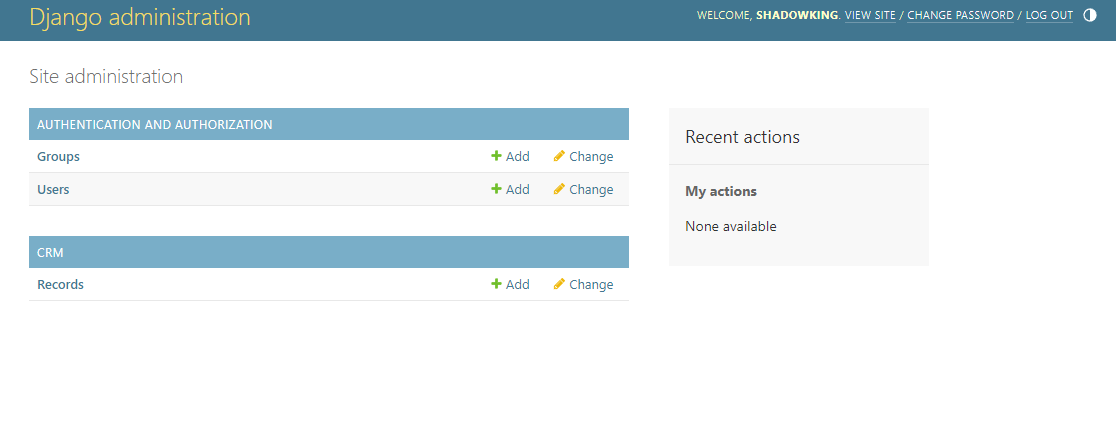 Django administration
WELCOME, SHADOWKING. VIEW SITE / CHANGE PASSWORD / LOG OUT
Site administration
AUTHENTICATION AND AUTHORIZATION
Groups Add Change
Users Add Change
CRM
Records Add Change
Recent actions
My actions
None available